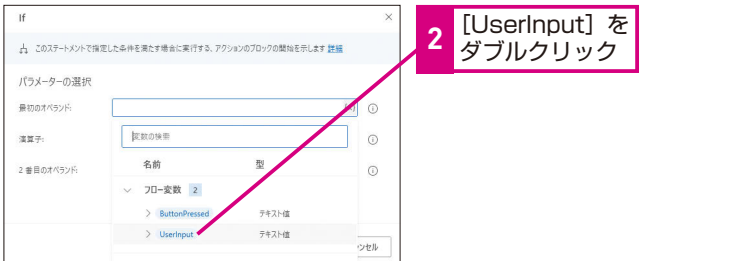 If
このステートメントで指定した条件を満たす場合に実行する、アクションのブロックの開始を示します 詳細
パラメーターの選択
最初のオペランド:
{x}
演算子:
変数の検索
2 番目のオペランド:
名前 型
フロー変数 2
ButtonPressed テキスト値
UserInput テキスト値
ンセル
2 [UserInput] を
ダブルクリック